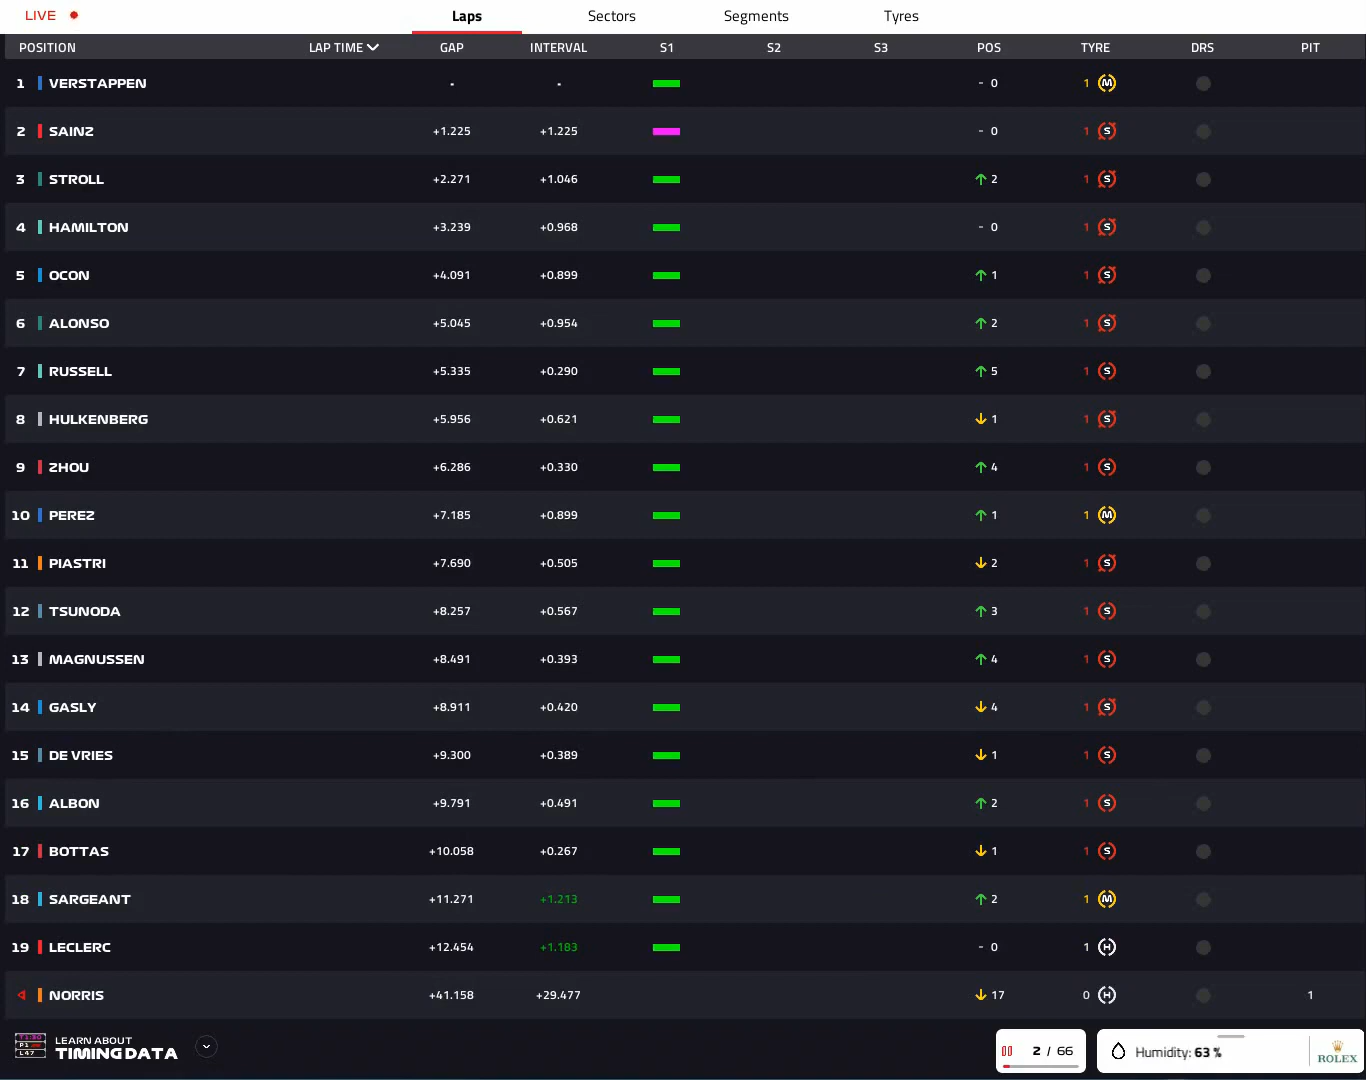 LIVE Laps Sectors Segments Tyres
POSITION LAP TIME GAP INTERVAL S1 S2 S3 POS TYRE DRS PIT
1 VERSTAPPEN - - - 0 1 M
2 SAINZ +1.225 +1.225 - 0 1 S
3 STROLL +2.271 +1.046 2 1 S
4 HAMILTON +3.239 +0.968 - 0 1 S
5 OCON +4.091 +0.899 1 1 S
6 ALONSO +5.045 +0.954 2 1 S
7 RUSSELL +5.335 +0.290 5 1 S
8 HULKENBERG +5.956 +0.621 1 1 S
9 ZHOU +6.286 +0.330 4 1 S
10 PEREZ +7.185 +0.899 1 1 M
11 PIASTRI +7.690 +0.505 2 1 S
12 TSUNODA +8.257 +0.567 3 1 S
13 MAGNUSSEN +8.491 +0.393 4 1 S
14 GASLY +8.911 +0.420 4 1 S
15 DE VRIES +9.300 +0.389 1 1 S
16 ALBON +9.791 +0.491 2 1 S
17 BOTTAS +10.058 +0.267 1 1 S
18 SARGEANT +11.271 +1.213 2 1 M
19 LECLERC +12.454 +1.183 - 0 1 H
NORRIS +41.158 +29.477 17 0 H 1
LEARN ABOUT
TIMING DATA
2 / 66
Humidity: 63 %
ROLEX